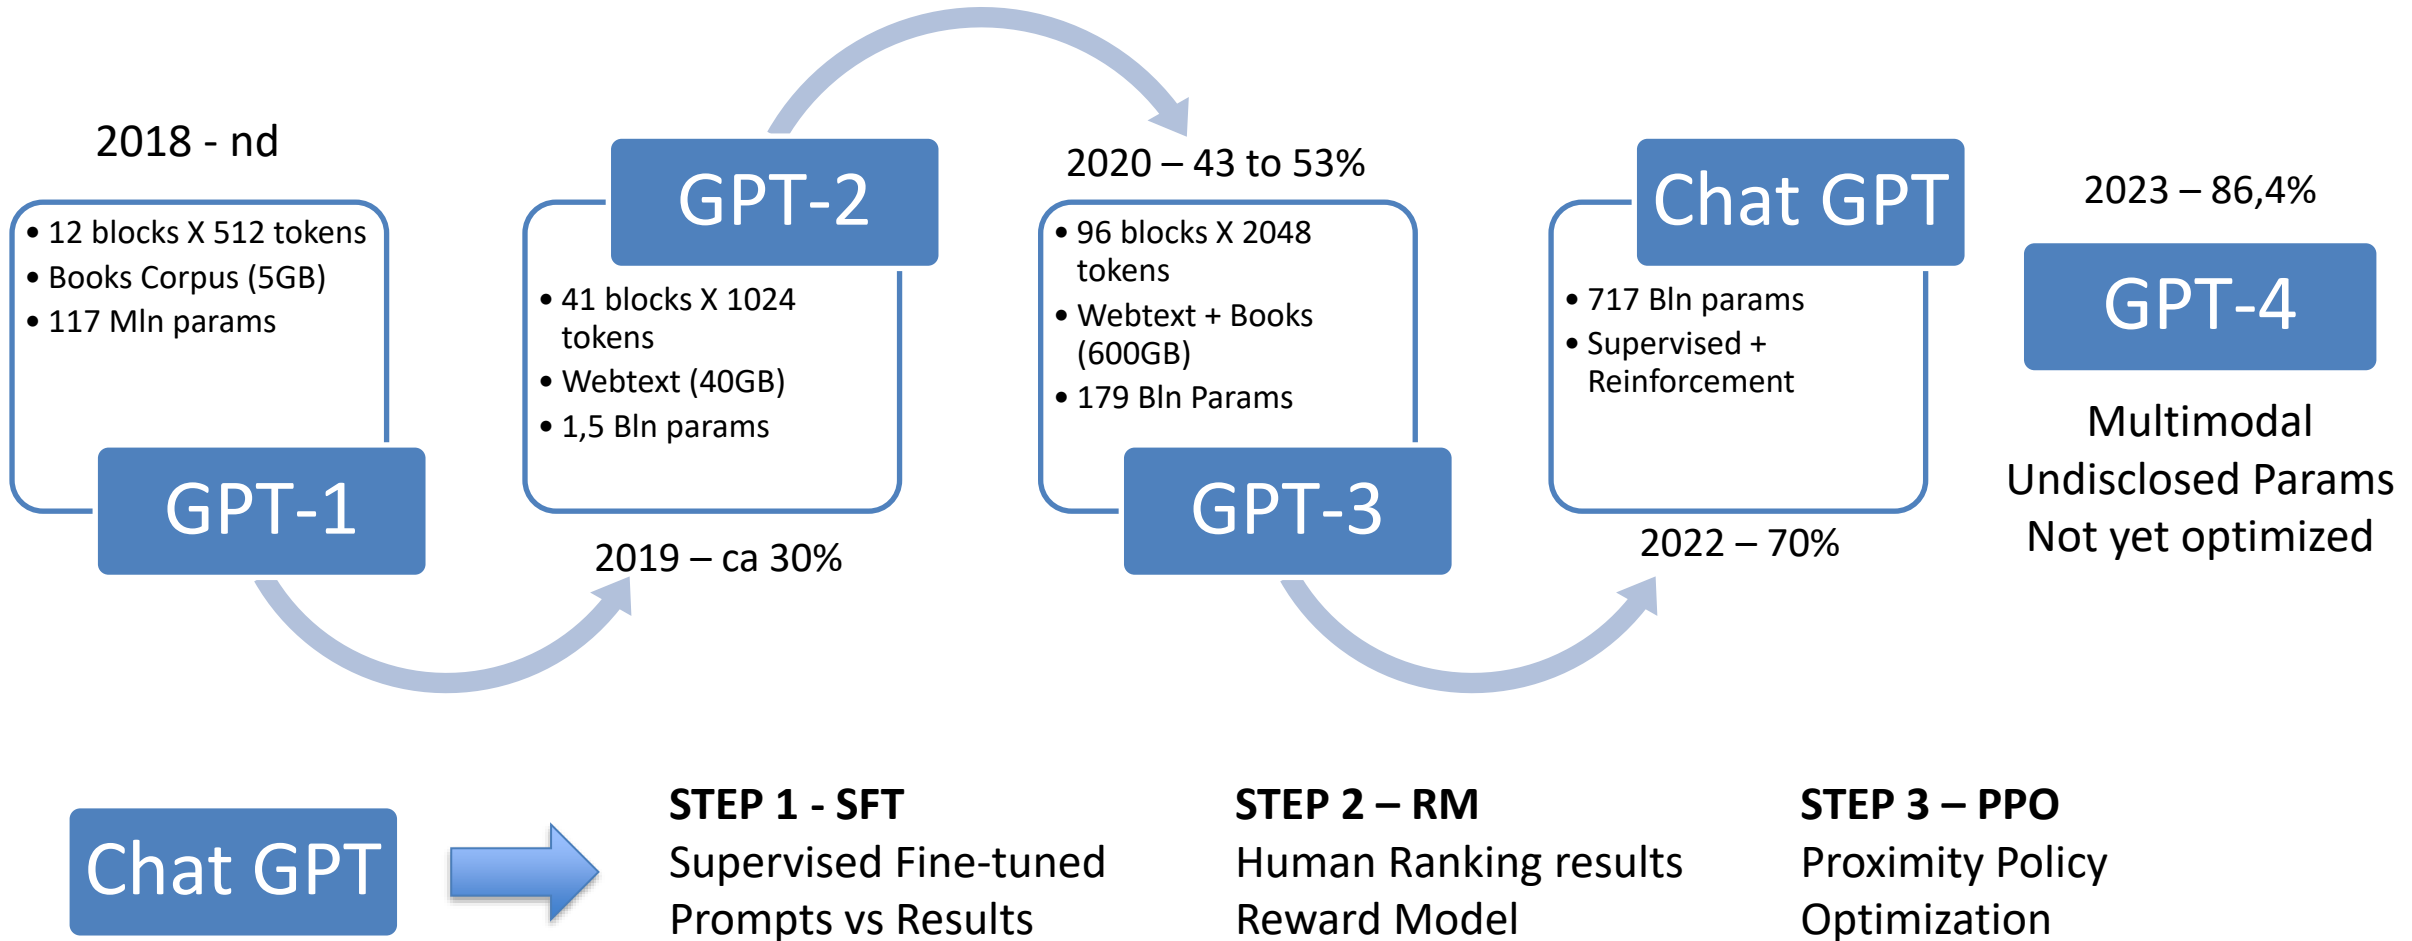 2018 - nd
• 12 blocks X 512 tokens
• Books Corpus (5GB)
• 117 Mln params
GPT-1
GPT-2
• 41 blocks X 1024
tokens
• Webtext (40GB)
• 1,5 Bln params
2019 – ca 30%
2020 – 43 to 53%
• 96 blocks X 2048
tokens
• Webtext + Books
(600GB)
• 179 Bln Params
GPT-3
Chat GPT
• 717 Bln params
• Supervised +
Reinforcement
2022 – 70%
2023 – 86,4%
GPT-4
Multimodal
Undisclosed Params
Not yet optimized
Chat GPT
STEP 1 - SFT
Supervised Fine-tuned
Prompts vs Results
STEP 2 – RM
Human Ranking results
Reward Model
STEP 3 – PPO
Proximity Policy
Optimization